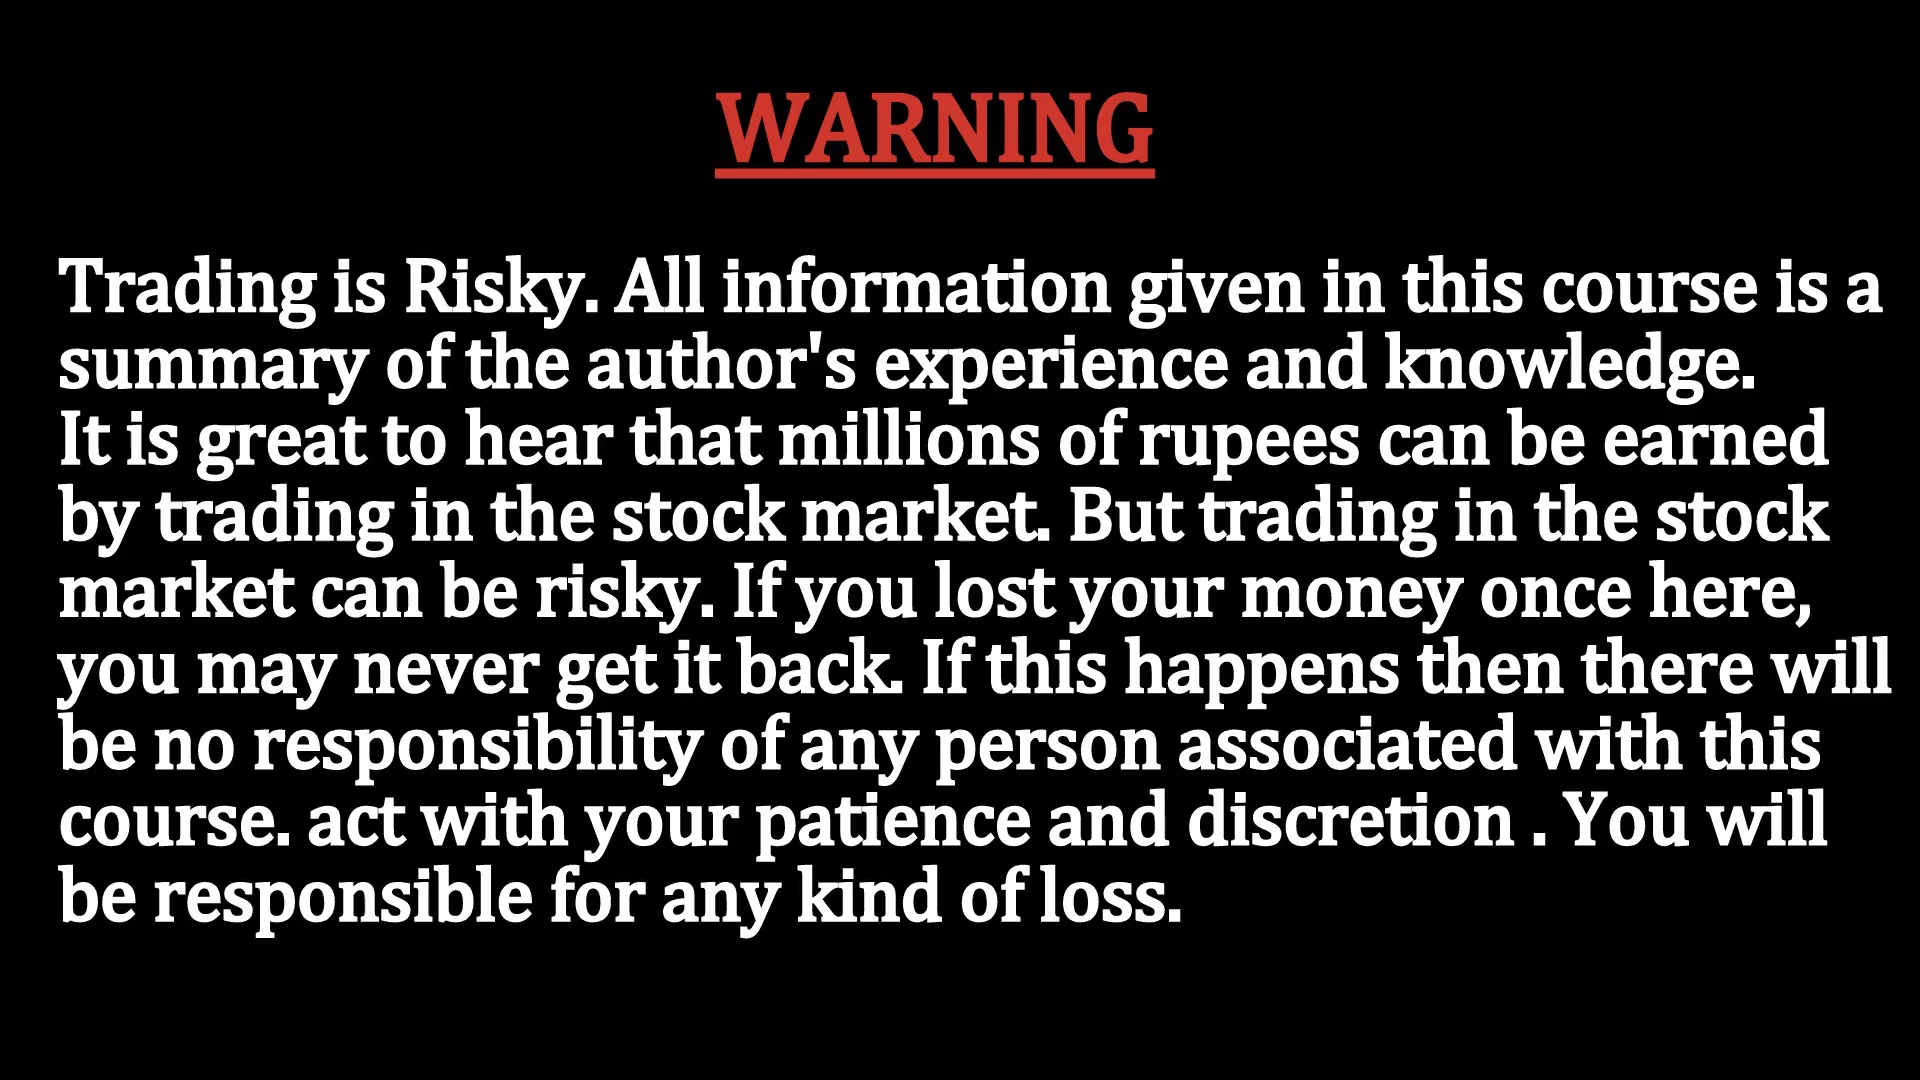 WARNING
Trading is Risky. All information given in this course is a
summary of the author's experience and knowledge.
It is great to hear that millions of rupees can be earned
by trading in the stock market. But trading in the stock
market can be risky. If you lost your money once here,
you may never get it back. If this happens then there will
be no responsibility of any person associated with this
course. act with your patience and discretion . You will
be responsible for any kind of loss.